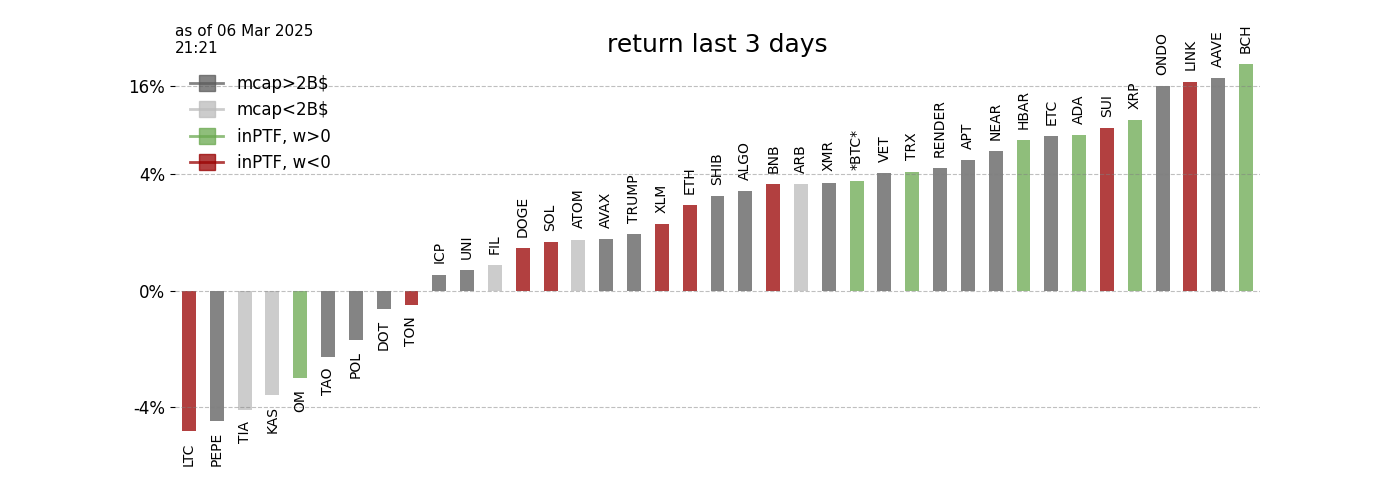 as of 06 Mar 2025
21:21
return last 3 days
mcap>2B$
mcap<2B$
inPTF, w>0
inPTF, w<0
16%
4%
0%
-4%
LTC
PEPE
TIA
KAS
OM
TAO
POL
DOT
TON
ICP
UNI
FIL
DOGE
SOL
ATOM
AVAX
TRUMP
XLM
ETH
SHIB
ALGO
BNB
ARB
XMR
*BTC*
VET
TRX
RENDER
APT
NEAR
HBAR
ETC
ADA
SUI
XRP
ONDO
LINK
AAVE
BCH